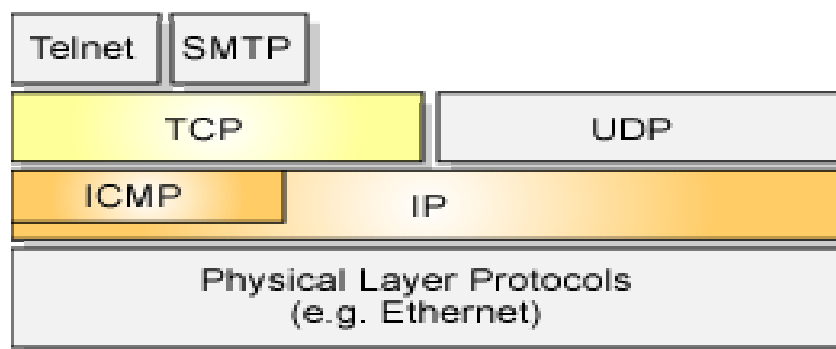 Telnet SMTP
TCP UDP
ICMP IP
Physical Layer Protocols
(e.g. Ethernet)